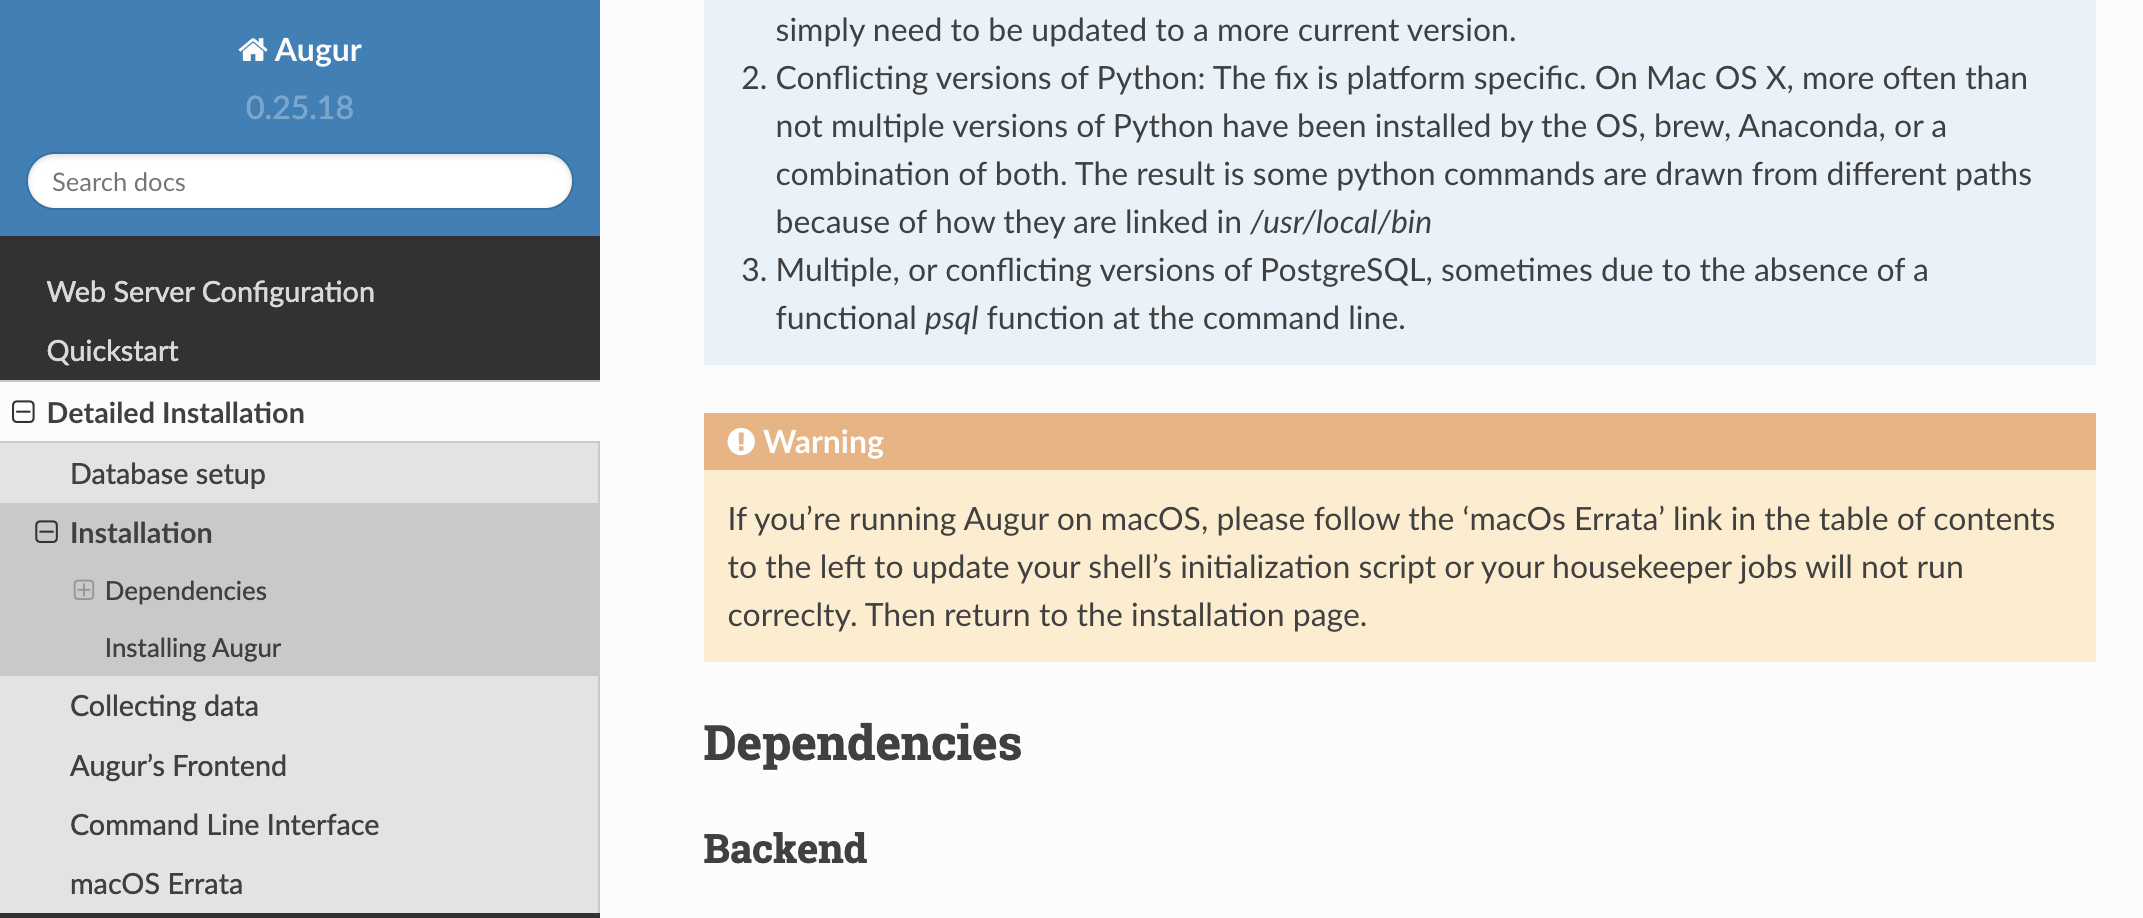 Augur
0.25.18
Search docs
Web Server Configuration
Quickstart
Detailed Installation
Database setup
Installation
Dependencies
Installing Augur
Collecting data
Augur’s Frontend
Command Line Interface
macOS Errata
simply need to be updated to a more current version.
2. Conflicting versions of Python: The fix is platform specific. On Mac OS X, more often than
not multiple versions of Python have been installed by the OS, brew, Anaconda, or a
combination of both. The result is some python commands are drawn from different paths
because of how they are linked in /usr/local/bin
3. Multiple, or conflicting versions of PostgreSQL, sometimes due to the absence of a
functional psql function at the command line.
Warning
If you’re running Augur on macOS, please follow the ‘macOs Errata’ link in the table of contents
to the left to update your shell’s initialization script or your housekeeper jobs will not run
correclty. Then return to the installation page.
Dependencies
Backend